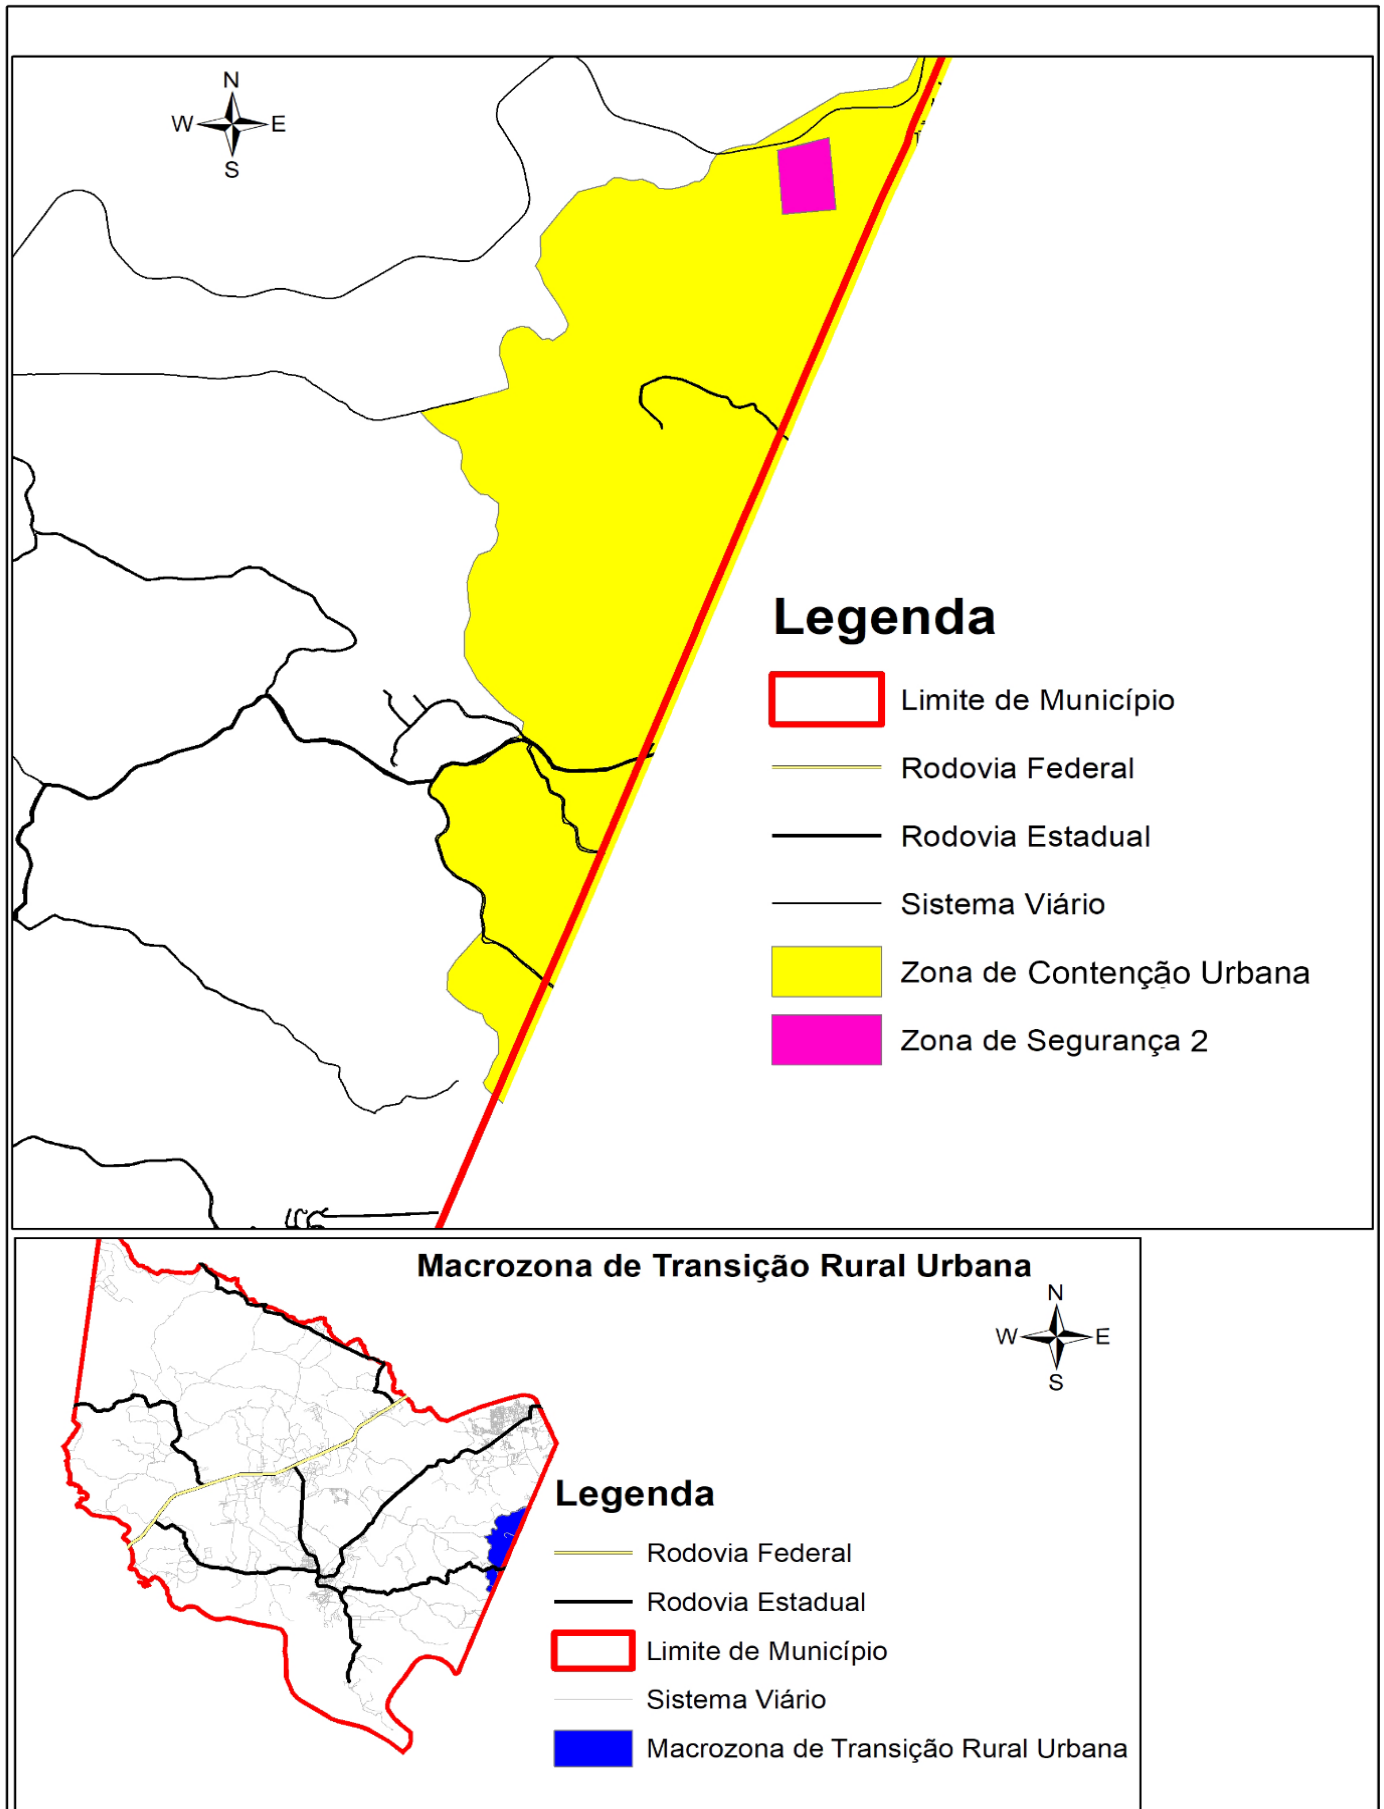 N
W E
S
Legenda
Limite de Município
Rodovia Federal
Rodovia Estadual
Sistema Viário
Zona de Contenção Urbana
Zona de Segurança 2
Macrozona de Transição Rural Urbana
N
W E
S
Legenda
Rodovia Federal
Rodovia Estadual
Limite de Município
Sistema Viário
Macrozona de Transição Rural Urbana